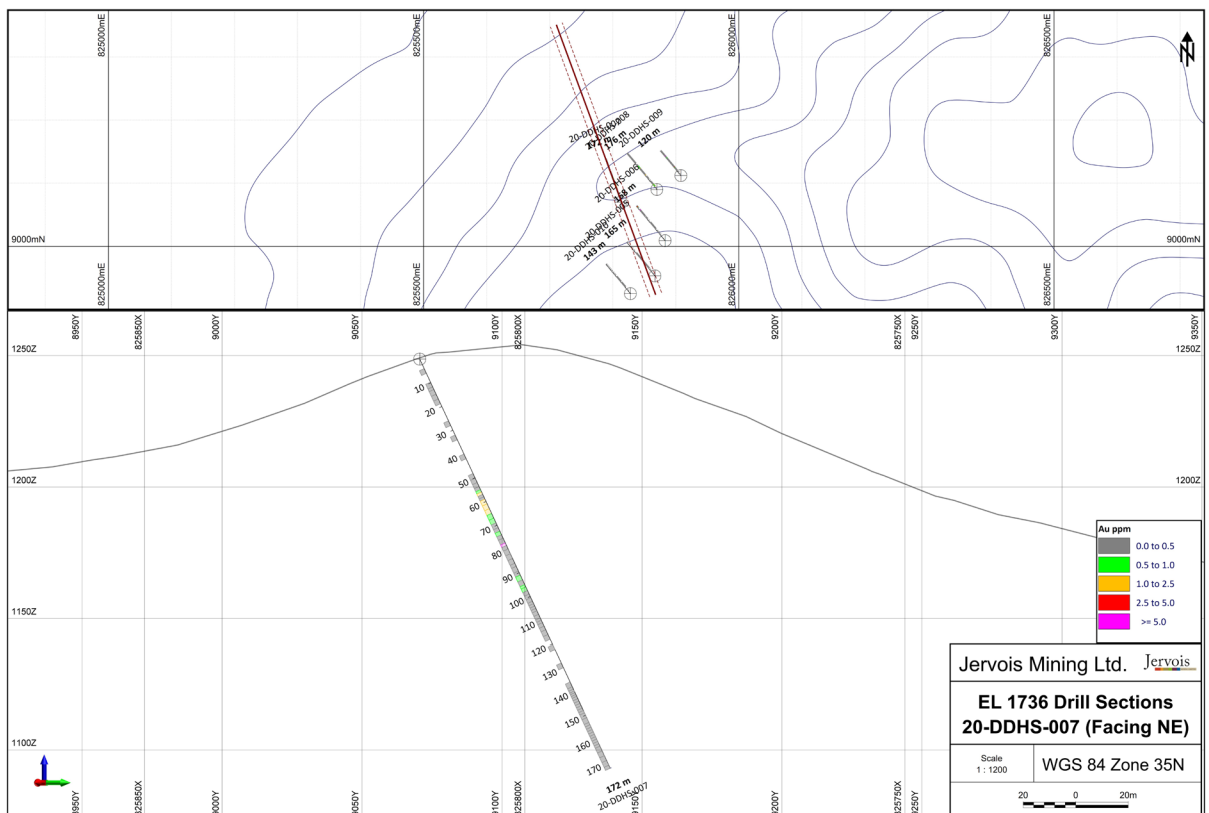 825000mE
825500mE
826000mE
826500mE
N
20-DDHS-008
176 m
20-DDHS-009
120 m
20-DDHS-006
168 m
165 m
143 m
9000mN
9000mN
825000mE
825500mE
826000mE
826500mE
8950Y
825850X
9000Y
9050Y
9100Y
825800X
9150Y
9200Y
825750X
9250Y
9300Y
9350Y
1250Z
1250Z
10
20
30
40
50
60
70
80
90
100
110
120
130
140
150
160
170
172 m
20-DDHS-007
1200Z
1200Z
1150Z
1100Z
Au ppm
0.0 to 0.5
0.5 to 1.0
1.0 to 2.5
2.5 to 5.0
>= 5.0
Jervois Mining Ltd.
Jervois
EL 1736 Drill Sections
20-DDHS-007 (Facing NE)
Scale
1 : 1200
WGS 84 Zone 35N
20 0 20m
8950Y
825850X
9000Y
9050Y
9100Y
825800X
9150Y
9200Y
825750X
9250Y